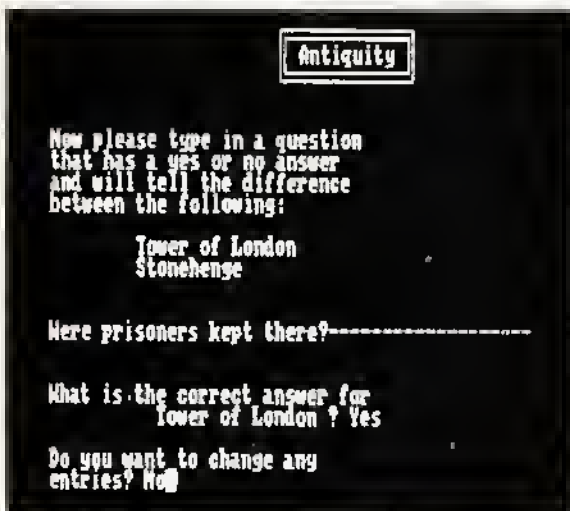 Antiquity
Now please type in a question
that has a yes or no answer
and will tell the difference
between the following:
Tower of London
Stonehenge
Were prisoners kept there?--------------------
What is the correct answer for
Tower of London ? Yes
Do you want to change any
entries? No